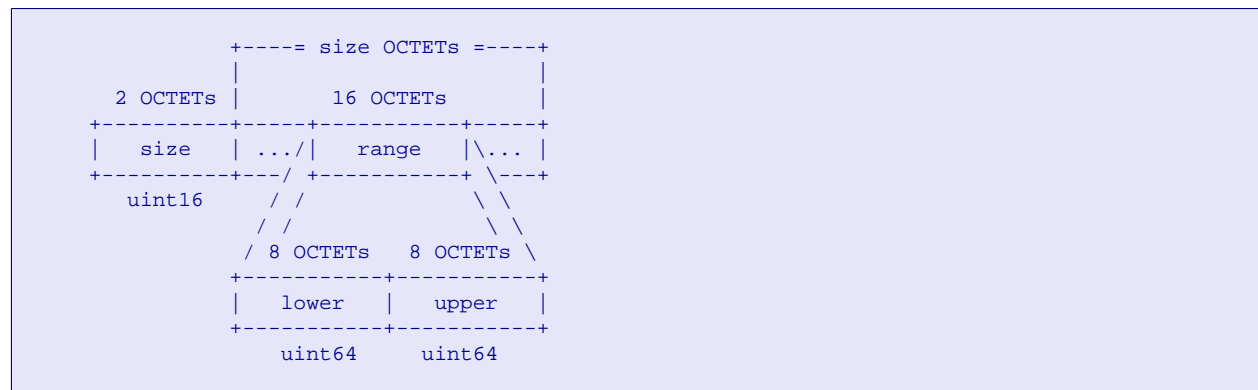 +----= size OCTETs =----+
| |
2 OCTETs | 16 OCTETs |
+----------+-----+-----------+-----+
| size | .../| range |\... |
+----------+---/ +-----------+ \---+
uint16 / / \ \
/ / \ \
/ 8 OCTETs 8 OCTETs \
+-----------+-----------+
| lower | upper |
+-----------+-----------+
uint64 uint64